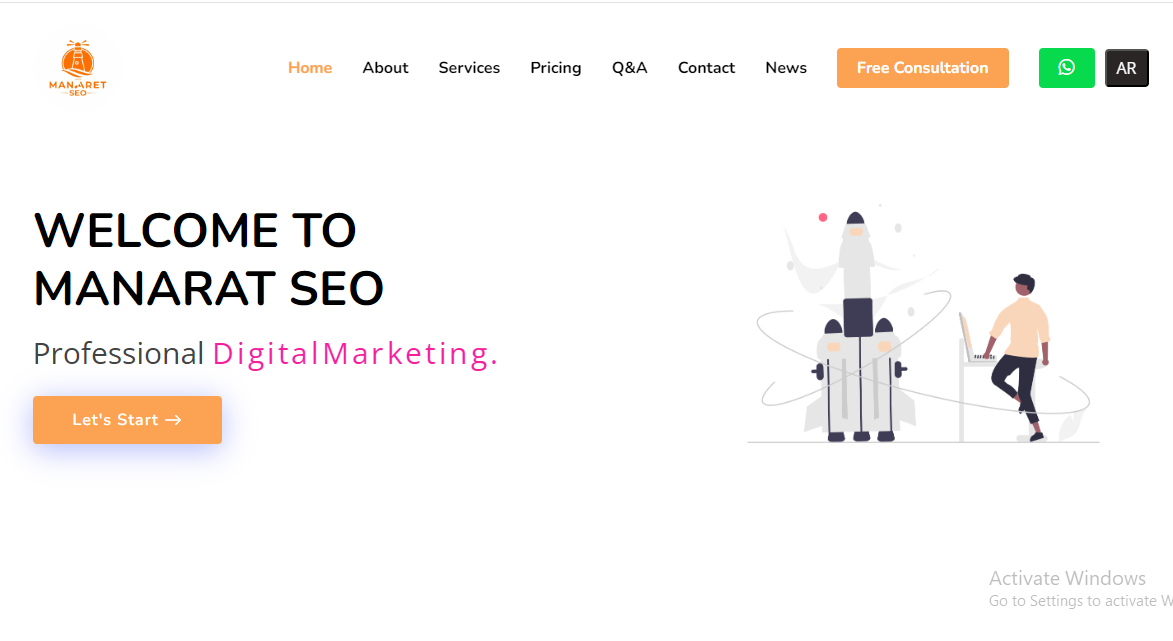 MANARET
SEO
Home About Services Pricing Q&A Contact News Free Consultation AR
WELCOME TO
MANARAT SEO
Professional DigitalMarketing.
Let's Start →
Activate Windows
Go to Settings to activate W